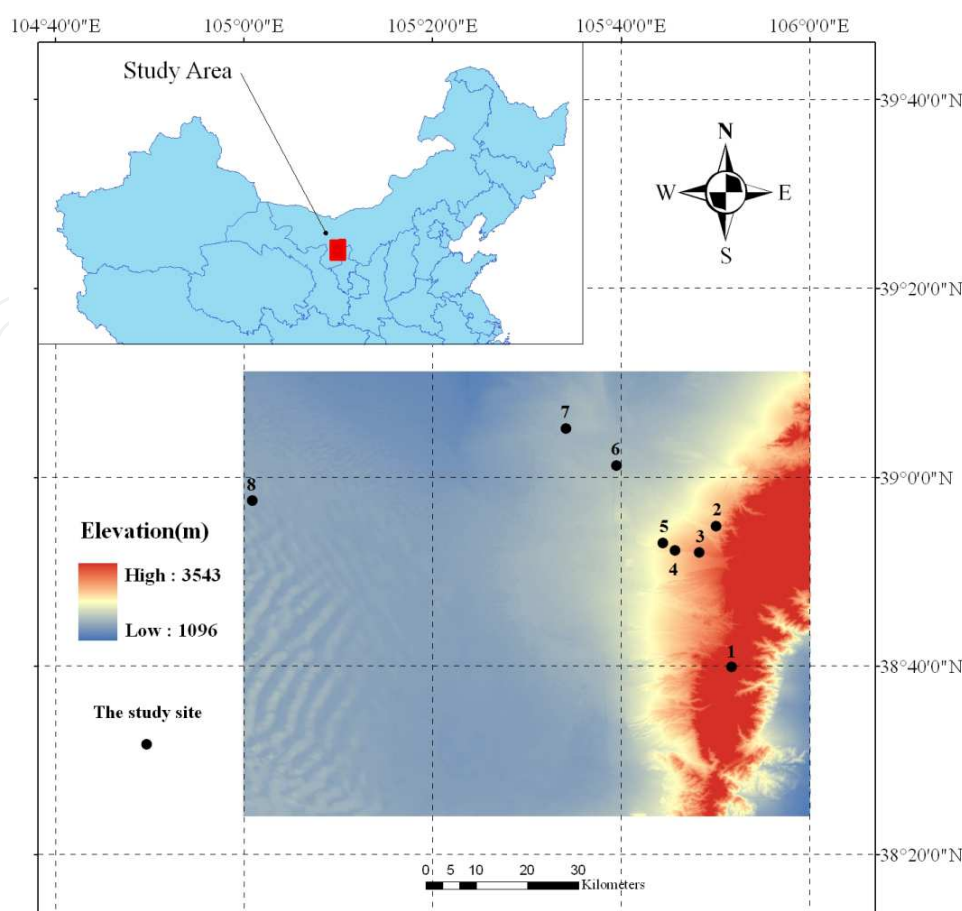 104°40'0"E 105°0'0"E 105°20'0"E 105°40'0"E 106°0'0"E
Study Area
39°40'0"N
N
W E
S
39°20'0"N
7
6
39°0'0"N
8
2
Elevation(m)
5 3
High : 3543
4
Low : 1096
1
38°40'0"N
The study site
38°20'0"N
0 5 10 20 30
Kilometers